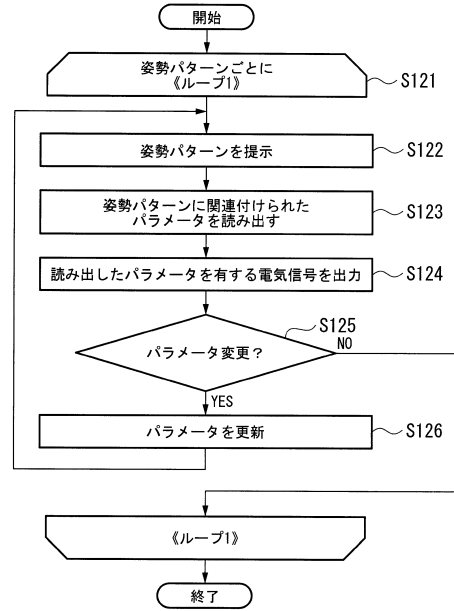 開始
姿勢パターンごとに
《ループ1》
S121
姿勢パターンを提示
S122
姿勢パターンに関連付けられた
パラメータを読み出す
S123
読み出したパラメータを有する電気信号を出力
S124
S125
パラメータ変更?
NO
YES
パラメータを更新
S126
《ループ1》
終了